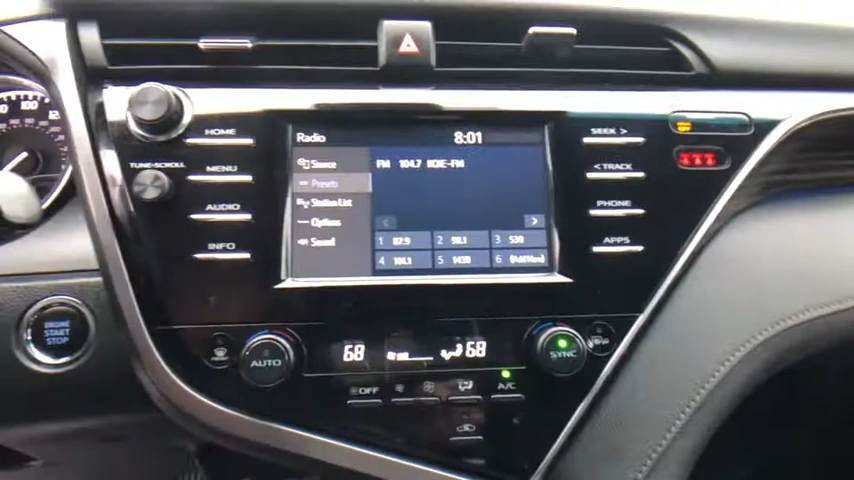 HOME
MENU
AUDIO
INFO
TUNE•SCROLL
Radio
8:01
Source
Presets
Station List
Options
Sound
FM 104.7 KDIE-FM
1 87.9
2 98.1
3 530
4 101.1
5 1430
6 (Add New)
SEEK >
< TRACK
PHONE
APPS
100
ENGINE
START
STOP
AUTO
68
68
SYNC
OFF
A/C